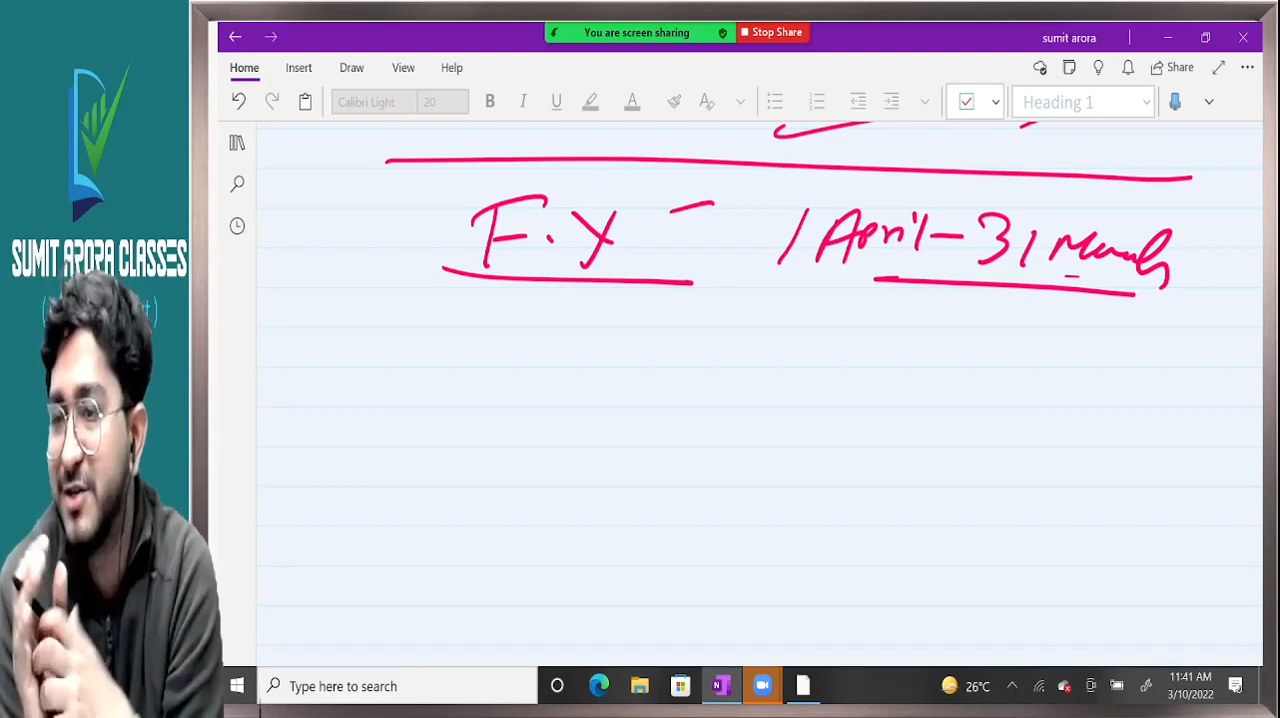 You are screen sharing
Stop Share
sumit arora
Home Insert Draw View Help
Share
Calibri Light 20 B I U A
Heading 1
F.Y - 1 April - 31 March
SUMIT ARORA CLASSES
Type here to search
26°C
11:41 AM
3/10/2022